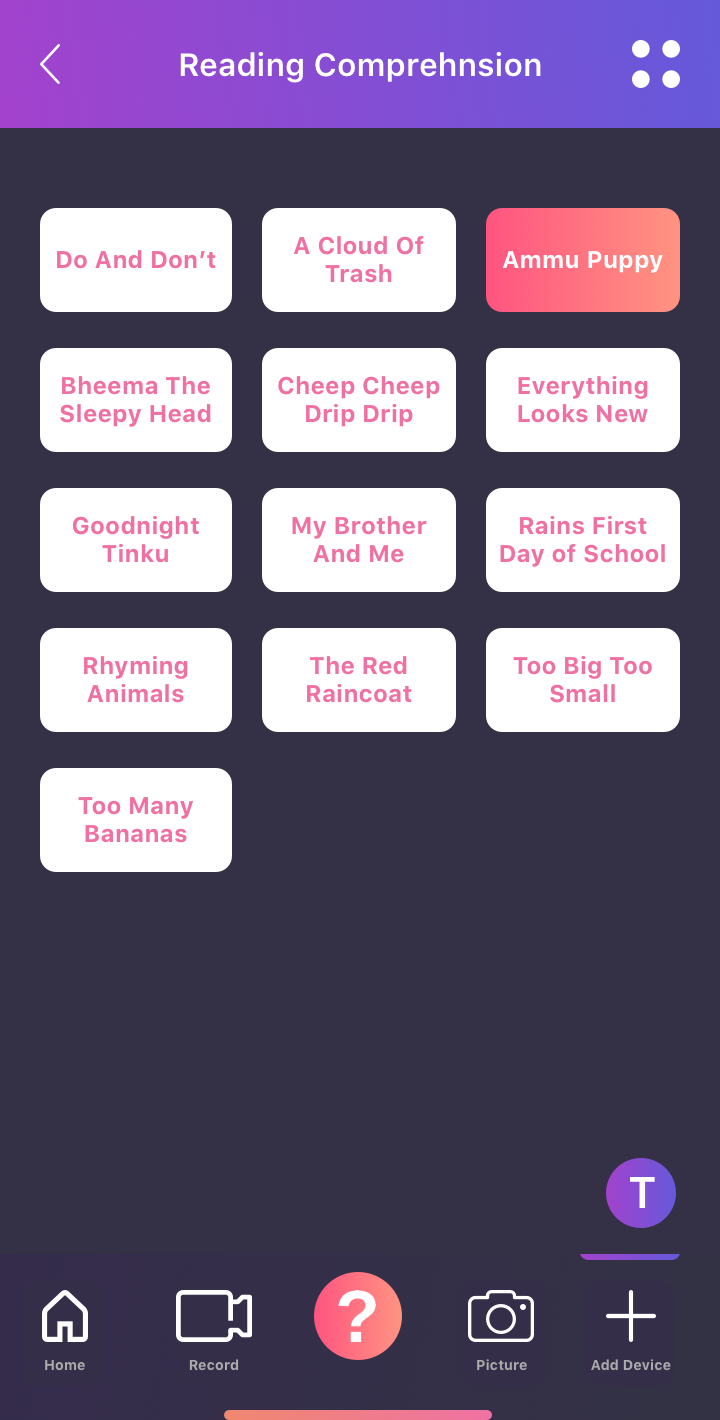 Reading Comprehnsion
Do And Don’t
A Cloud Of
Trash
Ammu Puppy
Bheema The
Sleepy Head
Cheep Cheep
Drip Drip
Everything
Looks New
Goodnight
Tinku
My Brother
And Me
Rains First
Day of School
Rhyming
Animals
The Red
Raincoat
Too Big Too
Small
Too Many
Bananas
T
?
Home
Record
Picture
Add Device